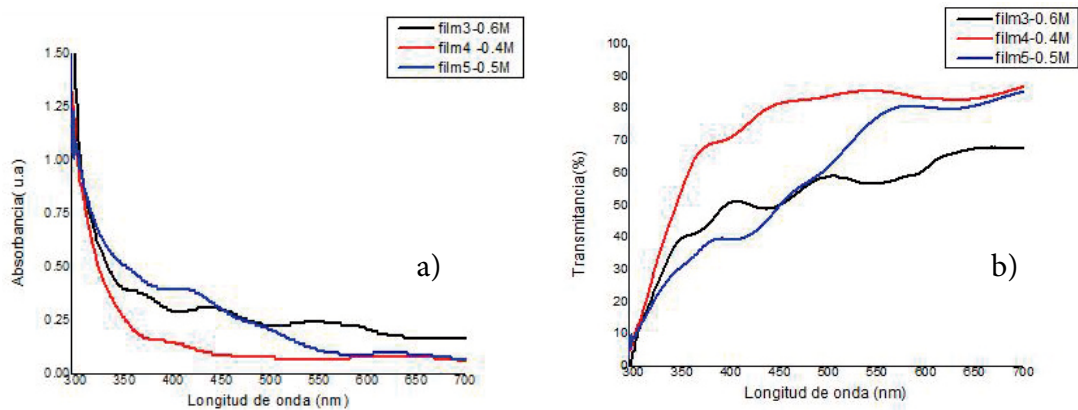 film3-0.6M
film4 -0.4M
film5-0.5M
1.50
1.25
1.00
0.75
0.50
0.25
0.00
Absorbancia( u.a)
a)
300 350 400 450 500 550 600 650 700
Longitud de onda (nm)
film3-0.6M
film4-0.4M
film5-0.5M
100
90
80
70
60
50
40
30
20
10
0
Transmitancia(%)
b)
300 350 400 450 500 550 600 650 700
Longitud de onda (nm)